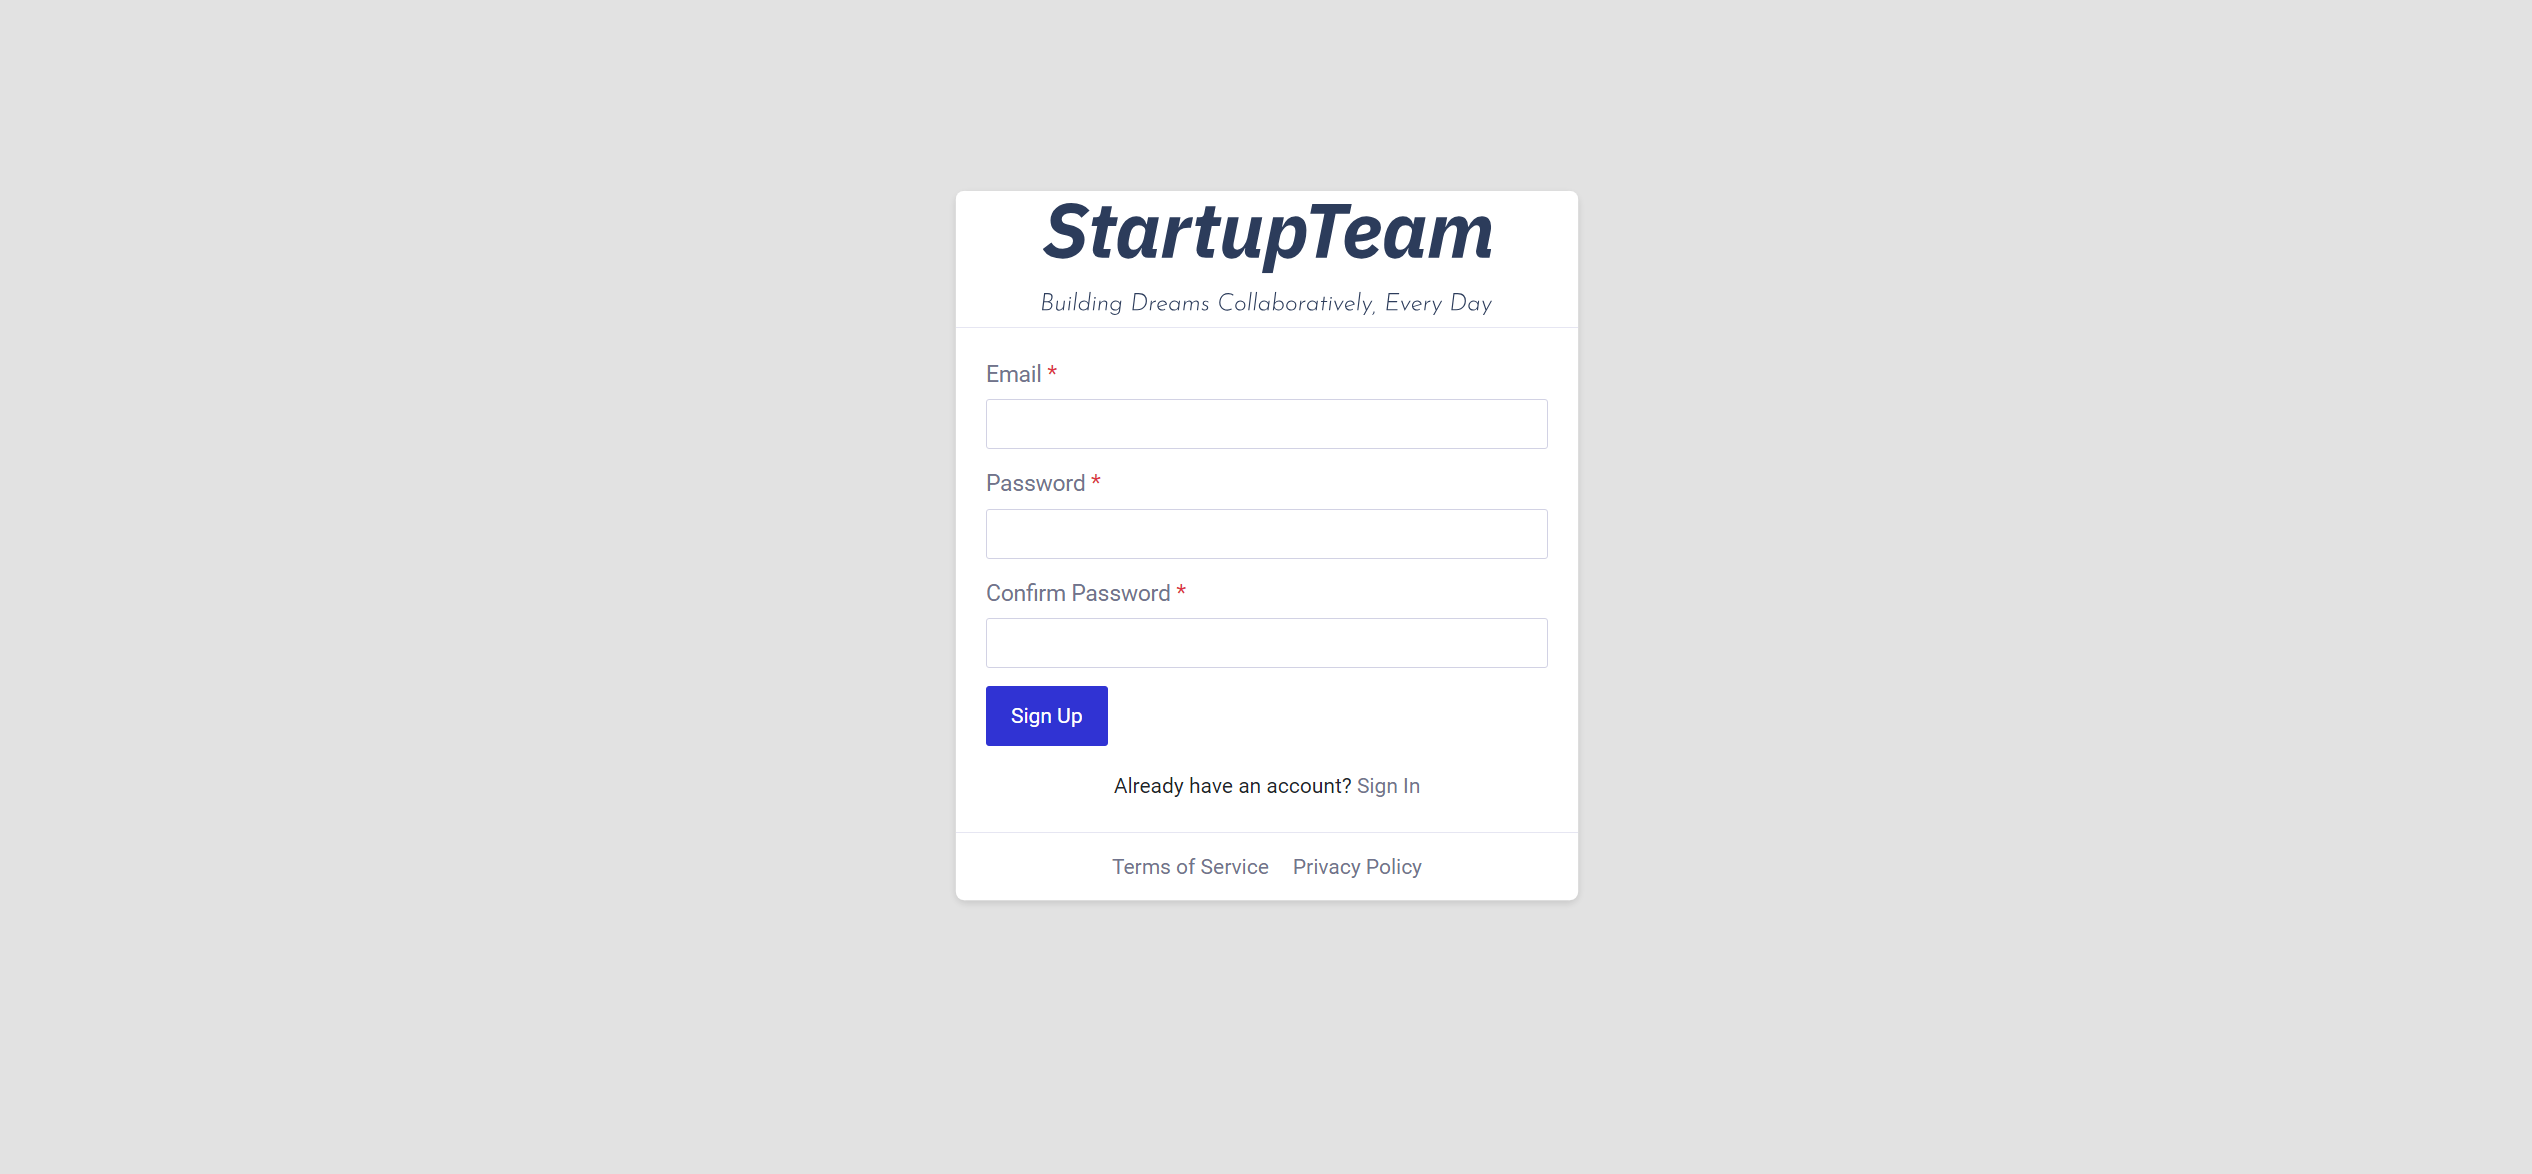 StartupTeam
Building Dreams Collaboratively, Every Day
Email *
Password *
Confirm Password *
Sign Up
Already have an account? Sign In
Terms of Service Privacy Policy